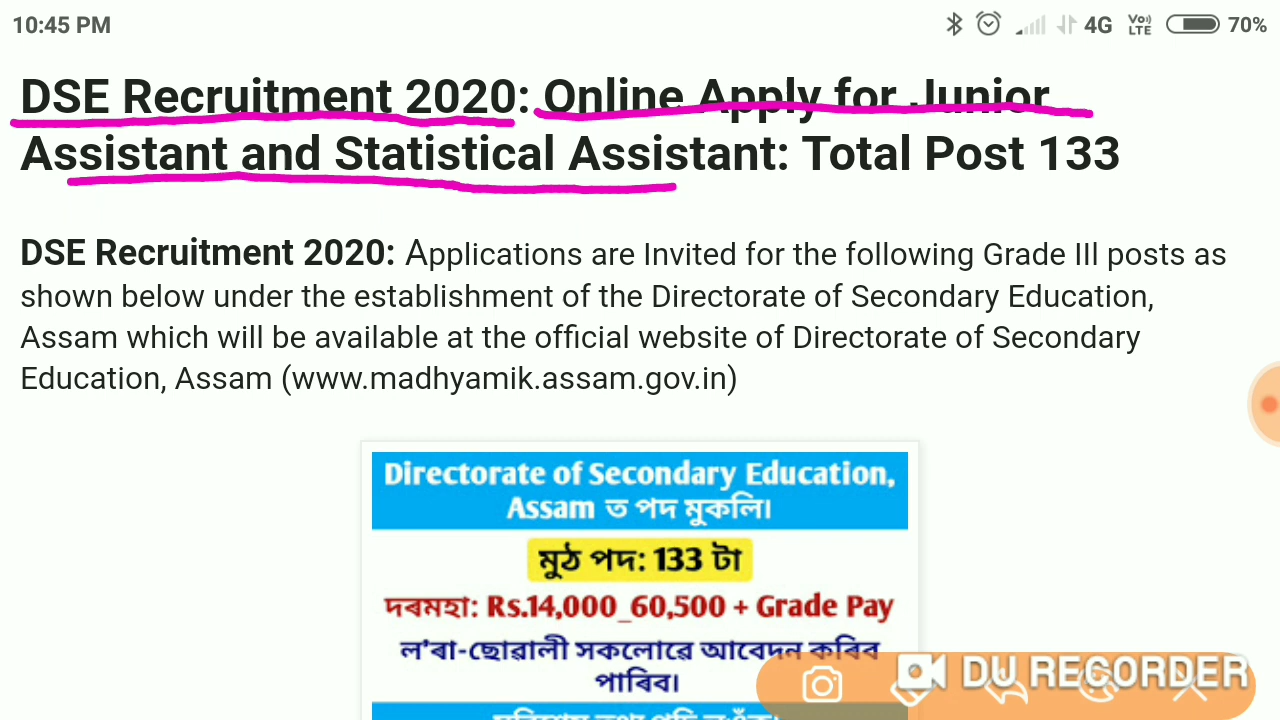 10:45 PM 4G Vo) LTE 70%
DSE Recruitment 2020: Online Apply for Junior
Assistant and Statistical Assistant: Total Post 133
DSE Recruitment 2020: Applications are Invited for the following Grade III posts as
shown below under the establishment of the Directorate of Secondary Education,
Assam which will be available at the official website of Directorate of Secondary
Education, Assam (www.madhyamik.assam.gov.in)
Directorate of Secondary Education,
Assam ত পদ মুকলি।
মুঠ পদ: 133 টা
দৰমহা: Rs.14,000_60,500 + Grade Pay
ল'ৰা-ছোৱালী সকলোৱে আবেদন কৰিব
পাৰিব।
DU RECORDER